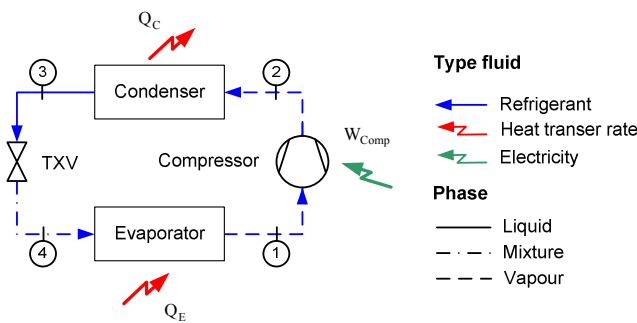 Q_C
3
2
Condenser
TXV
Compressor
W_Comp
Evaporator
4
1
Q_E
Type fluid
Refrigerant
Heat transer rate
Electricity
Phase
Liquid
Mixture
Vapour